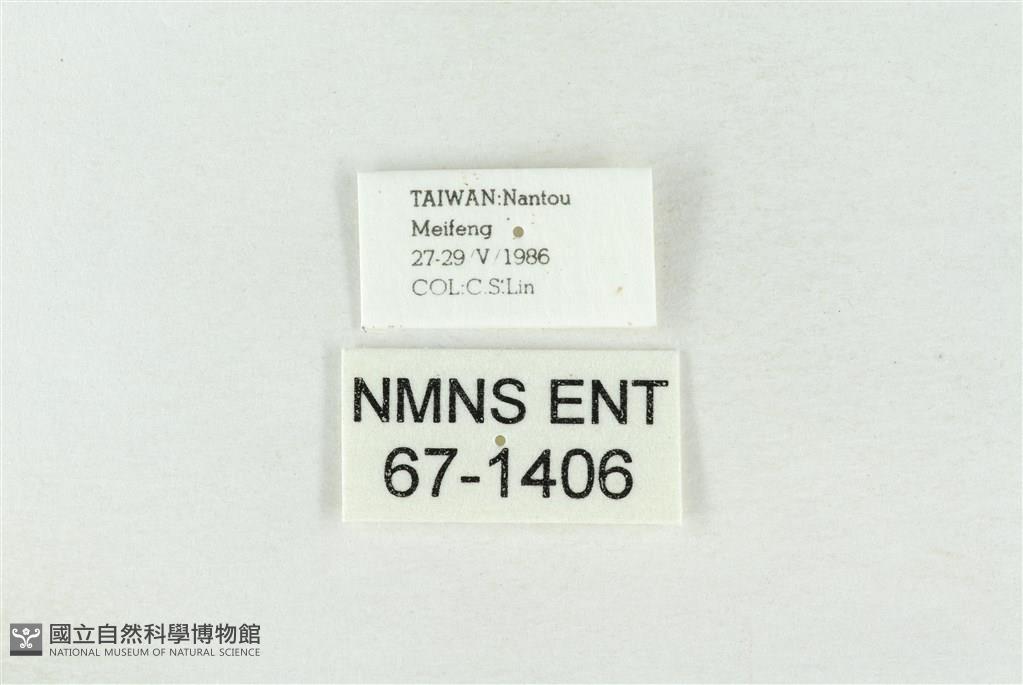 TAIWAN:Nantou
Meifeng
27-29/V/1986
COL:C.S.Lin
NMNS ENT
67-1406
國立自然科學博物館
NATIONAL MUSEUM OF NATURAL SCIENCE